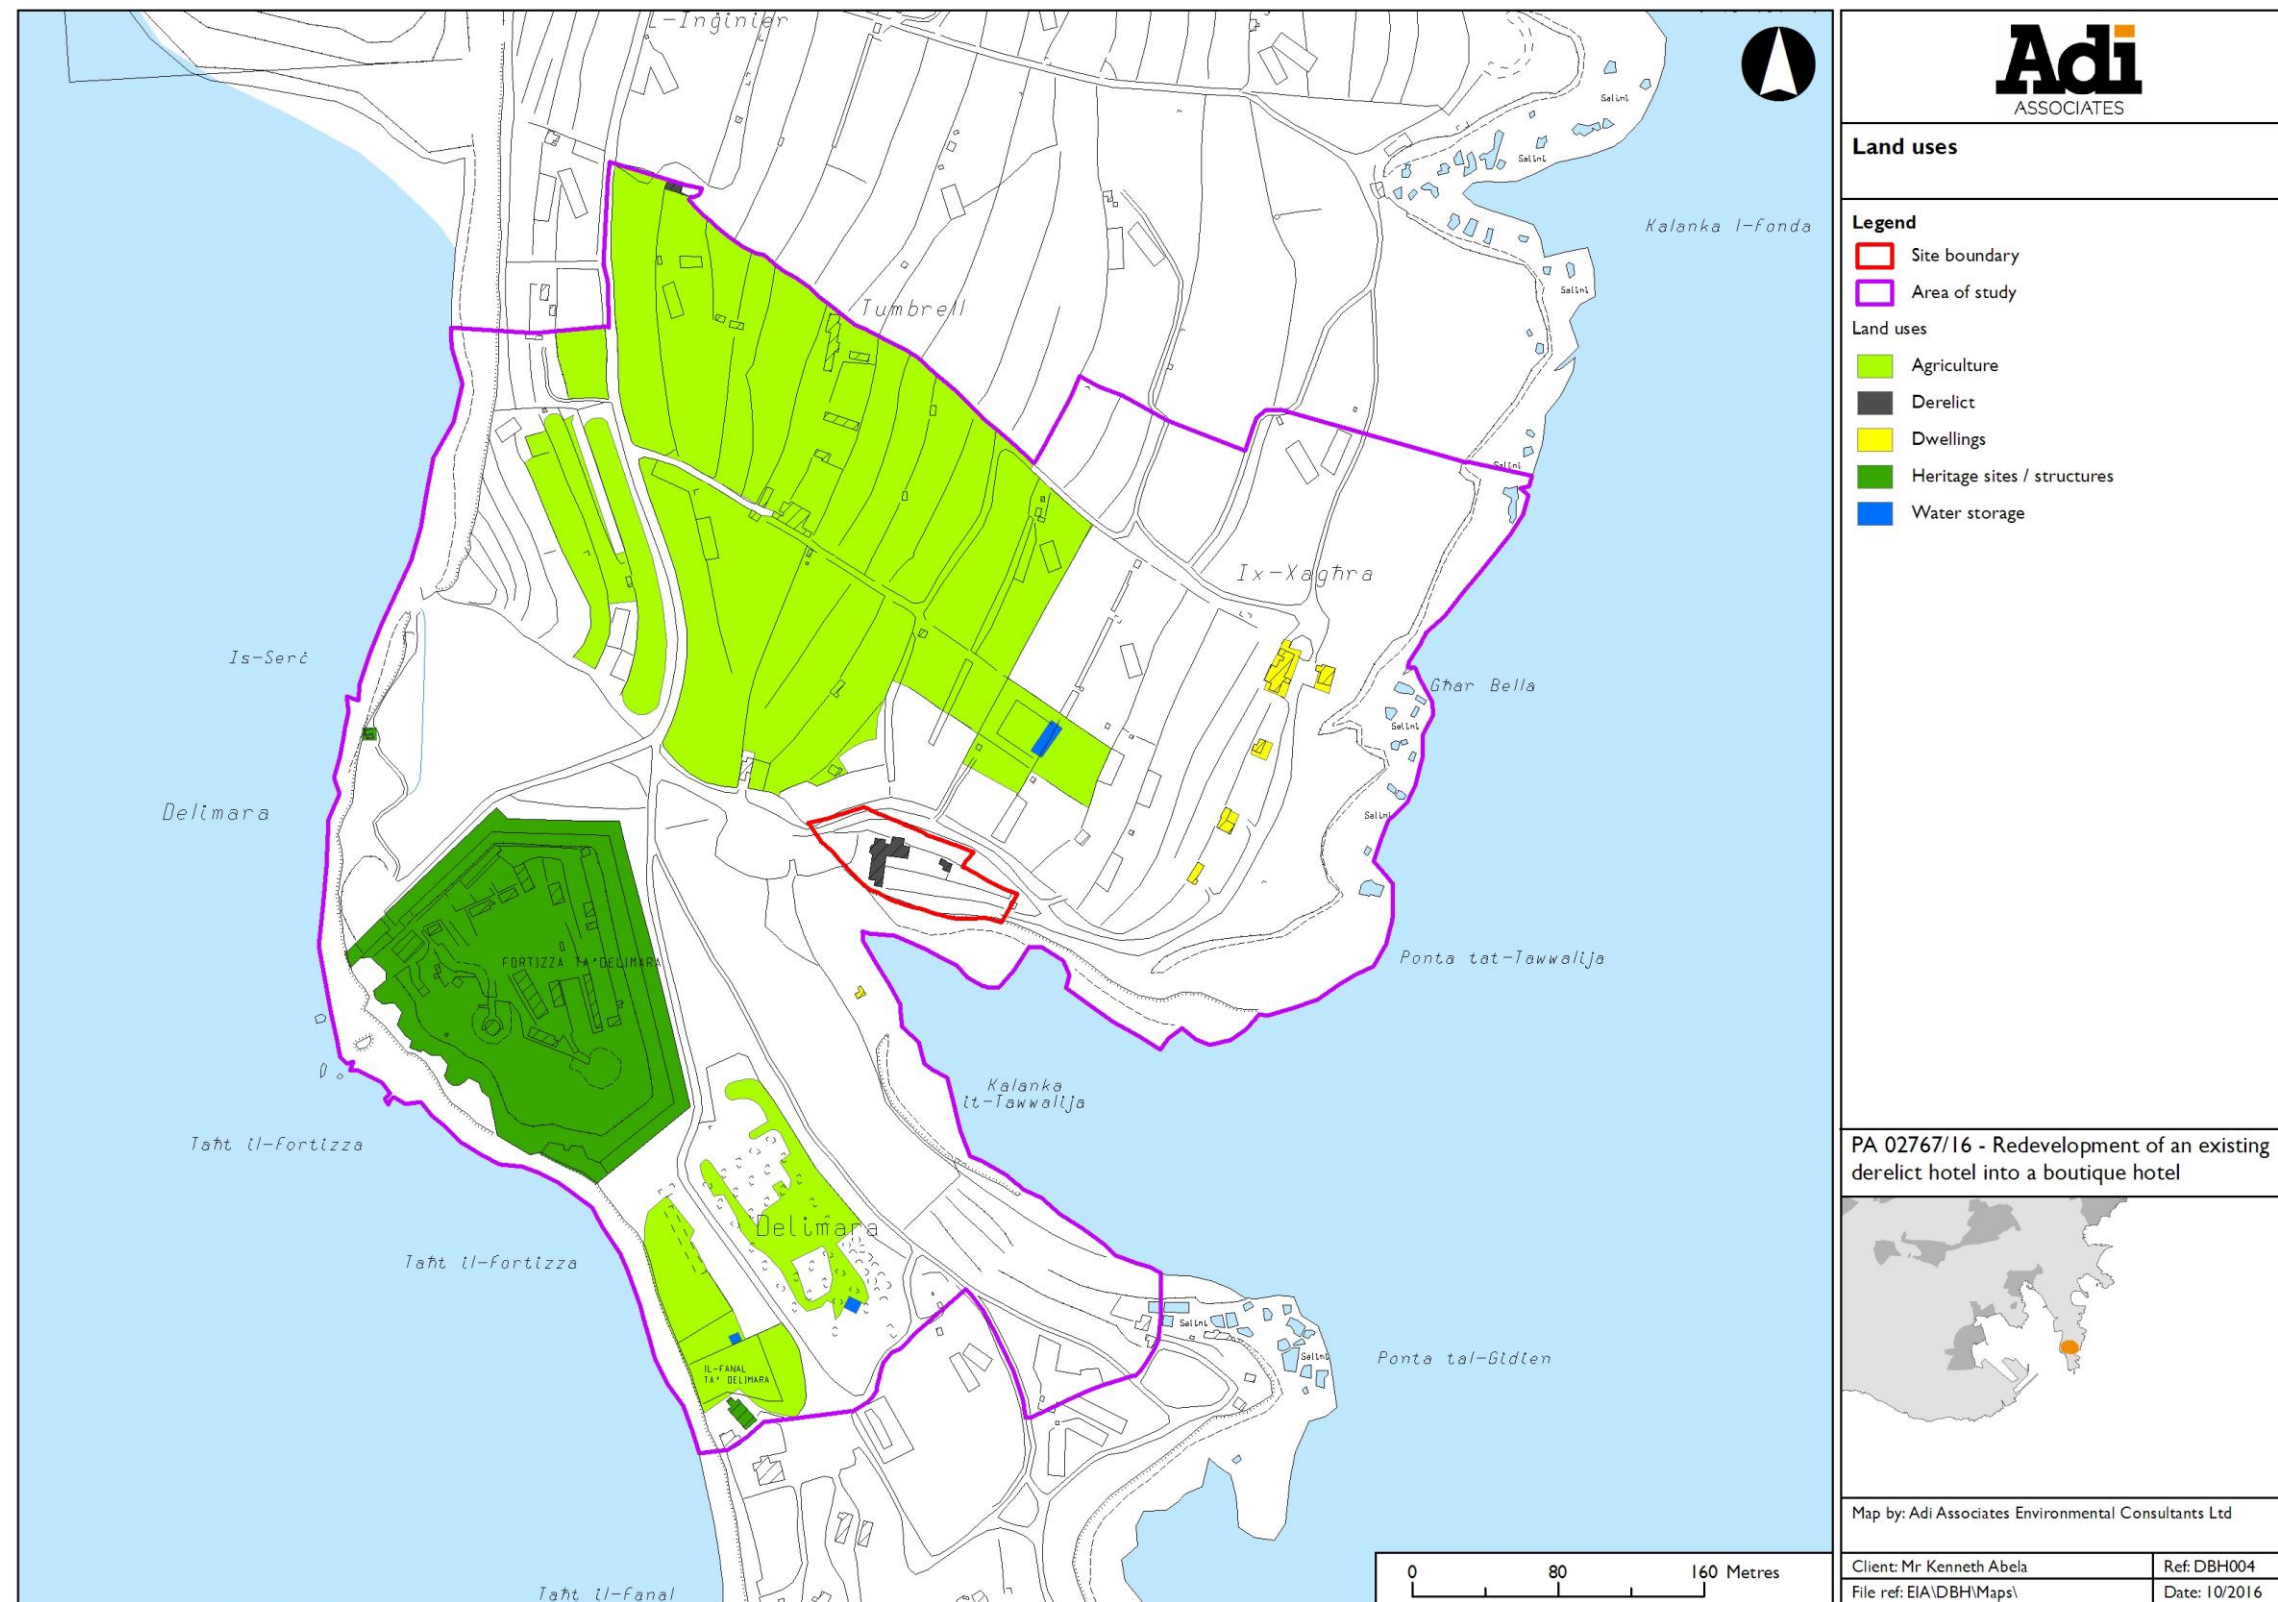 L-Inġinier
Salini
Salini
Kalanka l-Fonda
Salini
Tumbrell
Salini
Ix-Xagħra
Is-Serċ
Għar Bella
Salini
Delimara
Salini
FORTIZZA TA'DELIMARA
Ponta tat-Tawwalija
Kalanka
it-Tawwalija
Taħt il-Fortizza
Delimara
Taħt il-Fortizza
Salini
Salini
Ponta tal-Gidien
IL-FANAL
TA' DELIMARA
Taħt il-Fanal
0 80 160 Metres
Adi
ASSOCIATES
Land uses
Legend
Site boundary
Area of study
Land uses
Agriculture
Derelict
Dwellings
Heritage sites / structures
Water storage
PA 02767/16 - Redevelopment of an existing
derelict hotel into a boutique hotel
Map by: Adi Associates Environmental Consultants Ltd
Client: Mr Kenneth Abela
Ref: DBH004
File ref: EIA\DBH\Maps\
Date: 10/2016